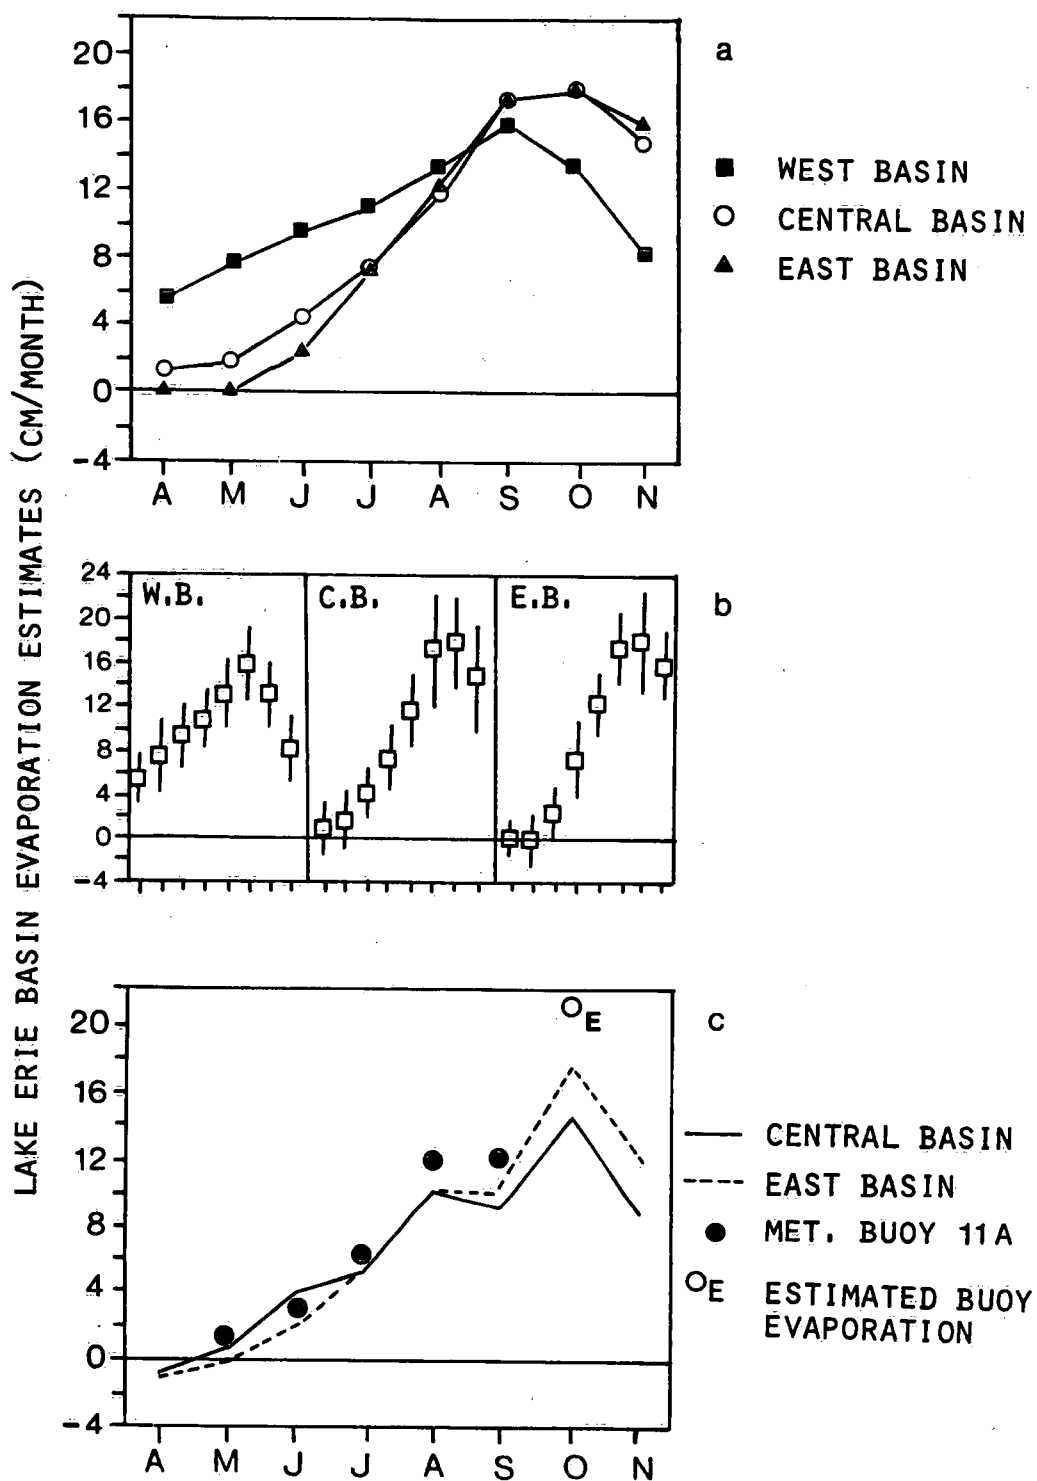 LAKE ERIE BASIN EVAPORATION ESTIMATES (CM/MONTH)
a
20
16
12
8
4
0
-4
A M J J A S O N
WEST BASIN
CENTRAL BASIN
EAST BASIN
b
24
20
16
12
8
4
0
-4
W.B. C.B. E.B.
c
20
16
12
8
4
0
-4
E
A M J J A S O N
CENTRAL BASIN
EAST BASIN
MET. BUOY 11A
E ESTIMATED BUOY
EVAPORATION